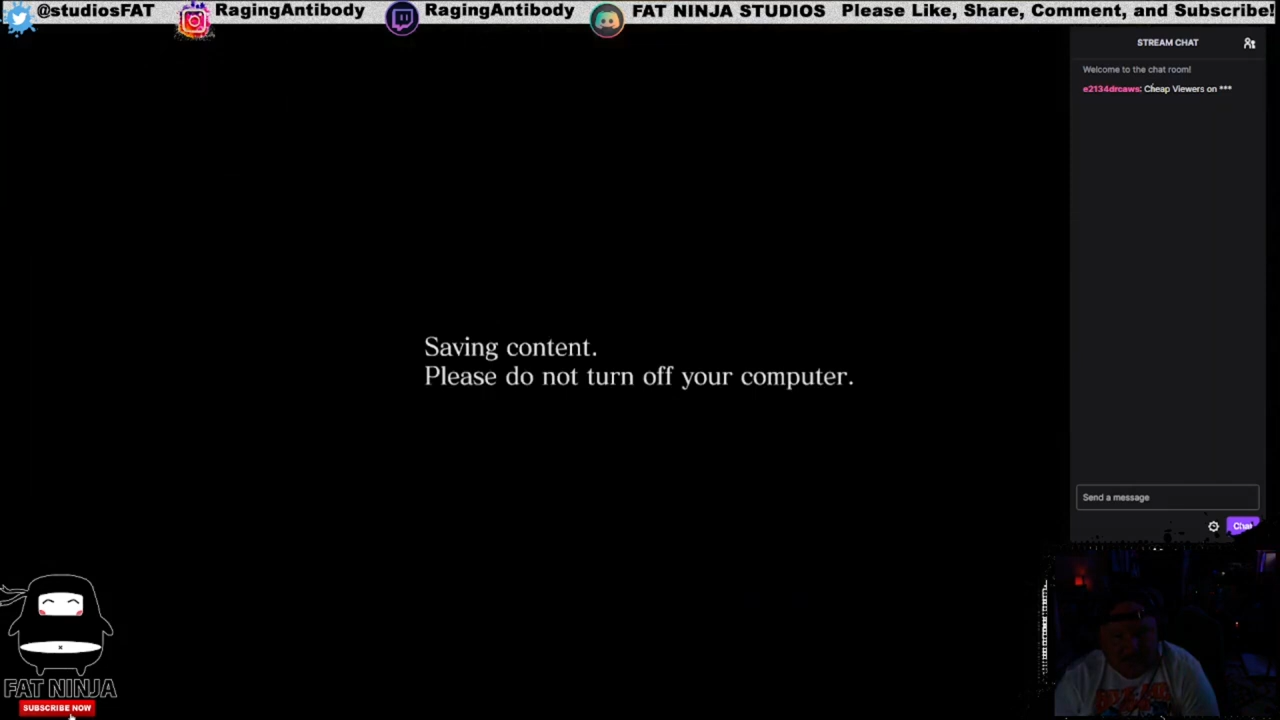 @studiosFAT
RagingAntibody
RagingAntibody
FAT NINJA STUDIOS
Please Like, Share, Comment, and Subscribe!
STREAM CHAT
Welcome to the chat room!
e2134drcaws: Cheap Viewers on ***
Saving content.
Please do not turn off your computer.
Send a message
Chat
FAT NINJA
SUBSCRIBE NOW